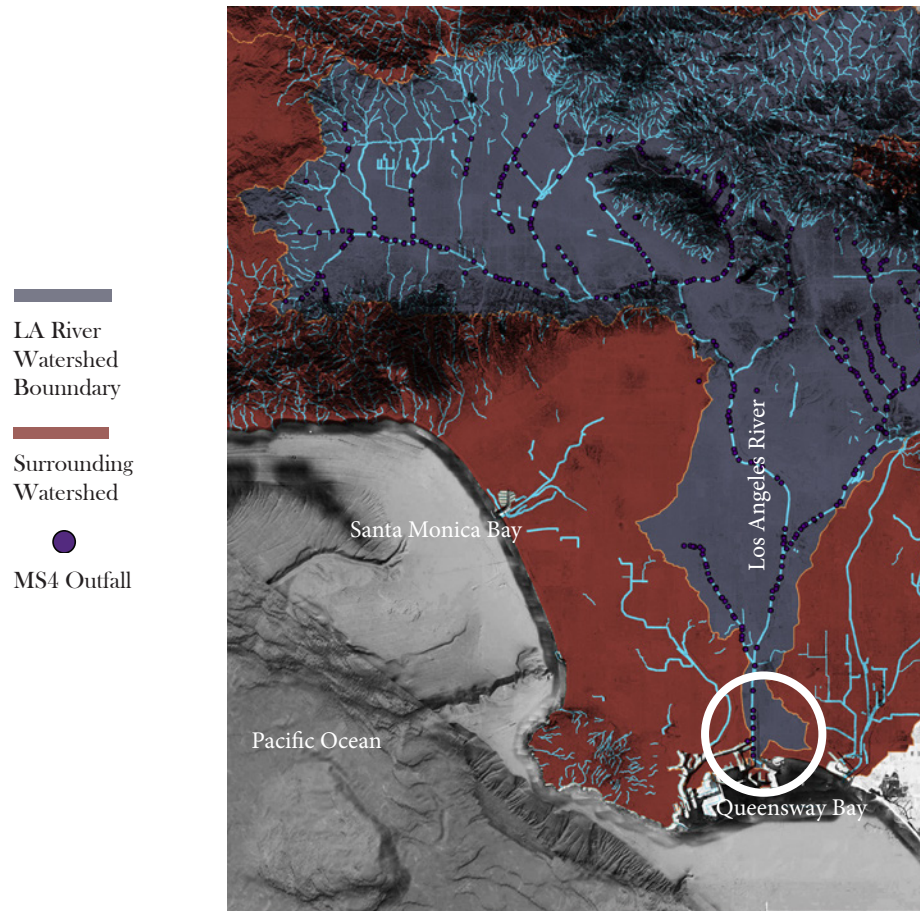 LA River
Watershed
Bounndary
Surrounding
Watershed
MS4 Outfall
Los Angeles River
Santa Monica Bay
Pacific Ocean
Queensway Bay